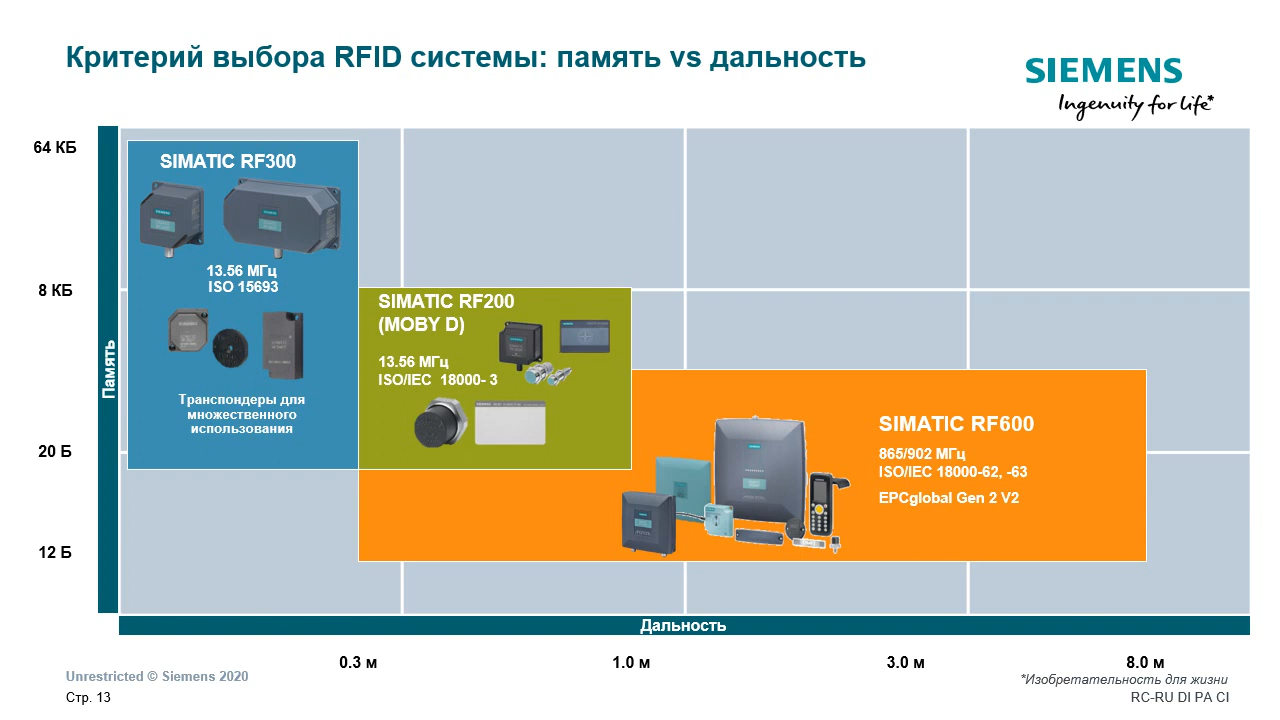 Критерий выбора RFID системы: память vs дальность
SIEMENS
Ingenuity for life*
64 КБ
8 КБ
20 Б
12 Б
Память
SIMATIC RF300
13.56 МГц
ISO 15693
Транспондеры для
множественного
использования
SIMATIC RF200
(MOBY D)
13.56 МГц
ISO/IEC 18000- 3
SIMATIC RF600
865/902 МГц
ISO/IEC 18000-62, -63
EPCglobal Gen 2 V2
Дальность
0.3 м
1.0 м
3.0 м
8.0 м
Unrestricted © Siemens 2020
*Изобретательность для жизни
Стр. 13
RC-RU DI PA CI